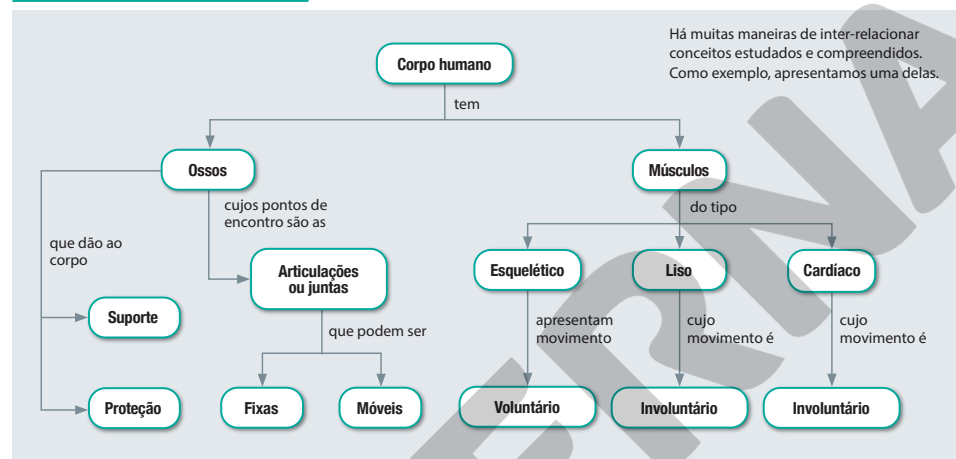 Há muitas maneiras de inter-relacionar
conceitos estudados e compreendidos.
Como exemplo, apresentamos uma delas.
Corpo humano
tem
Ossos
Músculos
cujos pontos de
encontro são as
do tipo
que dão ao
corpo
Articulações
ou juntas
Esquelético
Liso
Cardíaco
Suporte
que podem ser
apresentam
movimento
cujo
movimento é
cujo
movimento é
Proteção
Fixas
Móveis
Voluntário
Involuntário
Involuntário
ERNA